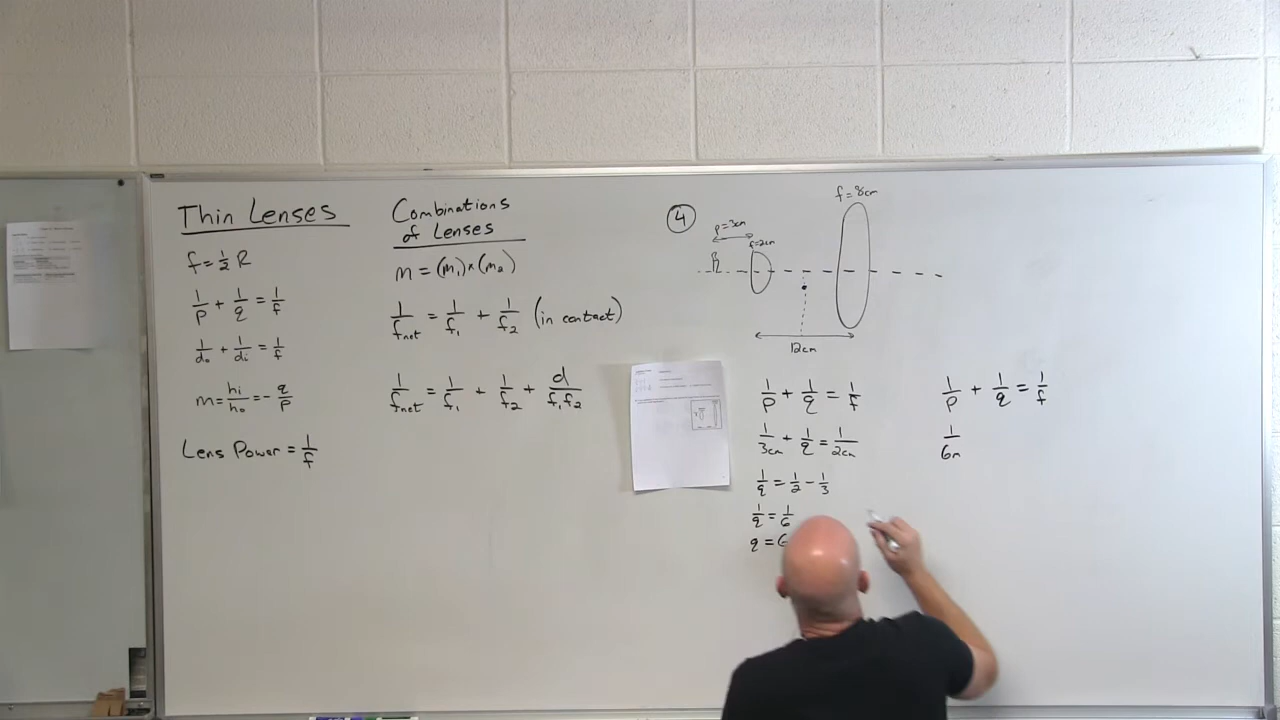 Thin Lenses
f = 1/2 R
1/p + 1/q = 1/f
1/do + 1/di = 1/f
m = hi/ho = - q/p
Lens Power = 1/f
Combinations
of Lenses
m = (m₁)x(m₂)
1/fnet = 1/f₁ + 1/f₂ (in contact)
1/fnet = 1/f₁ + 1/f₂ + d/f₁f₂
4
f = 8cm
p = 3cm
f=2cm
12cm
1/p + 1/q = 1/f
1/3cm + 1/q = 1/2cm
1/q = 1/2 - 1/3
1/q = 1/6
q =
1/p + 1/q = 1/f
1/6m